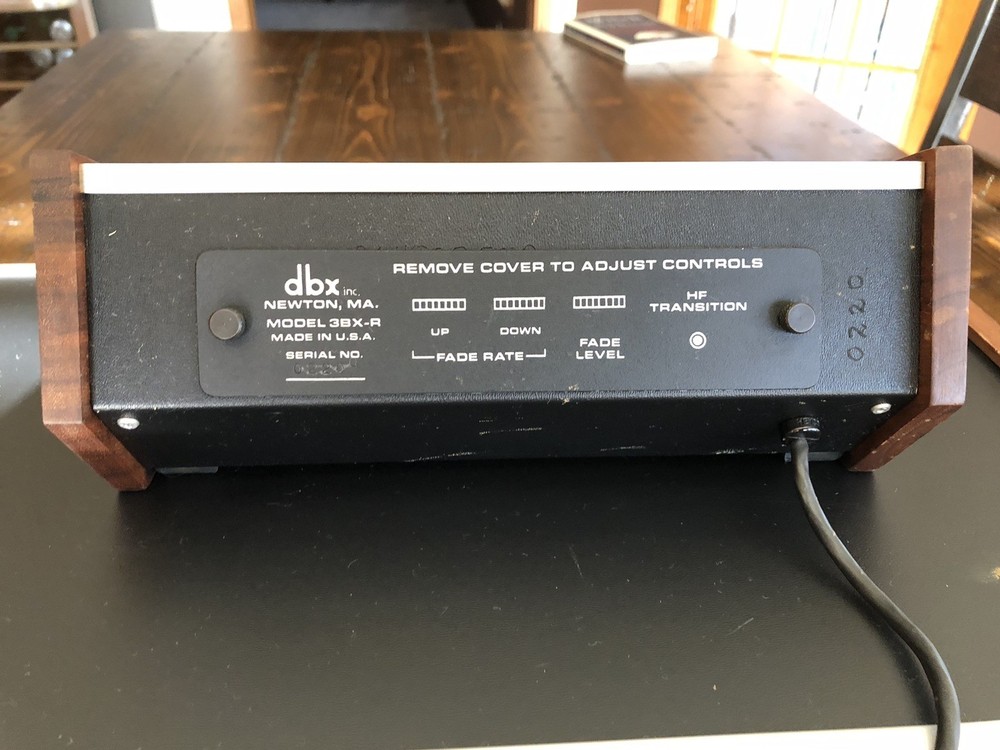 dbx inc.
NEWTON, MA.
MODEL 3BX-R
MADE IN U.S.A.
SERIAL NO.
REMOVE COVER TO ADJUST CONTROLS
UP
DOWN
FADE RATE
FADE
LEVEL
HF
TRANSITION
0220